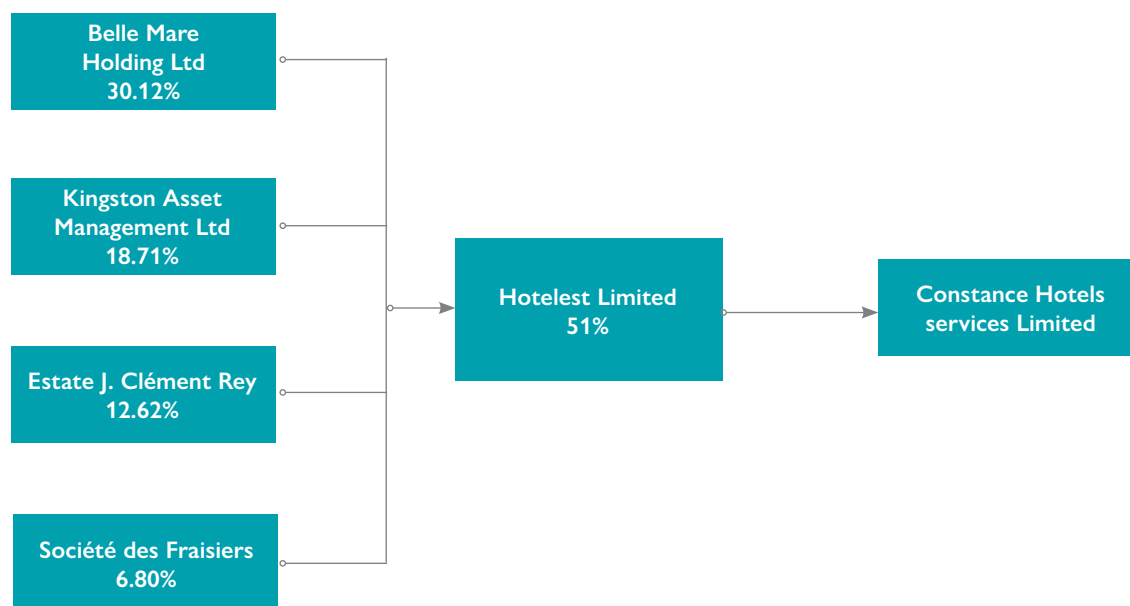 Belle Mare
Holding Ltd
30.12%
Kingston Asset
Management Ltd
18.71%
Estate J. Clément Rey
12.62%
Société des Fraisiers
6.80%
Hotelest Limited
51%
Constance Hotels
services Limited